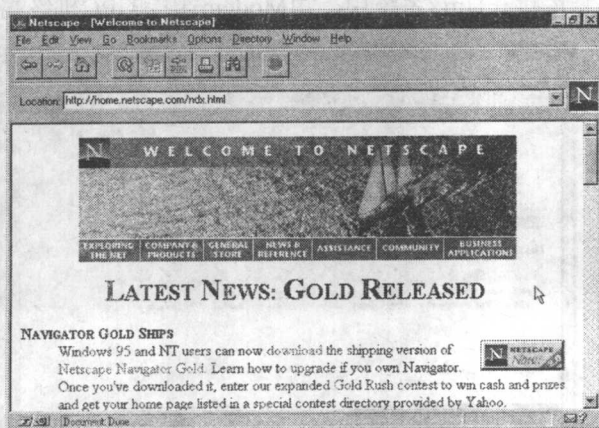 Netscape - [Welcome to Netscape]
File Edit View Go Bookmarks Options Directory Window Help
Location: http://home.netscape.com/ndx.html
N
N WELCOME TO NETSCAPE
EXPLORING THE NET COMPANY & PRODUCTS GENERAL STORE NEWS & REFERENCE ASSISTANCE COMMUNITY BUSINESS APPLICATIONS
LATEST NEWS: GOLD RELEASED
NAVIGATOR GOLD SHIPS
Windows 95 and NT users can now download the shipping version of
Netscape Navigator Gold. Learn how to upgrade if you own Navigator.
N NETSCAPE NOW!
Once you've downloaded it, enter our expanded Gold Rush contest to win cash and prizes
and get your home page listed in a special contest directory provided by Yahoo.
Document: Done